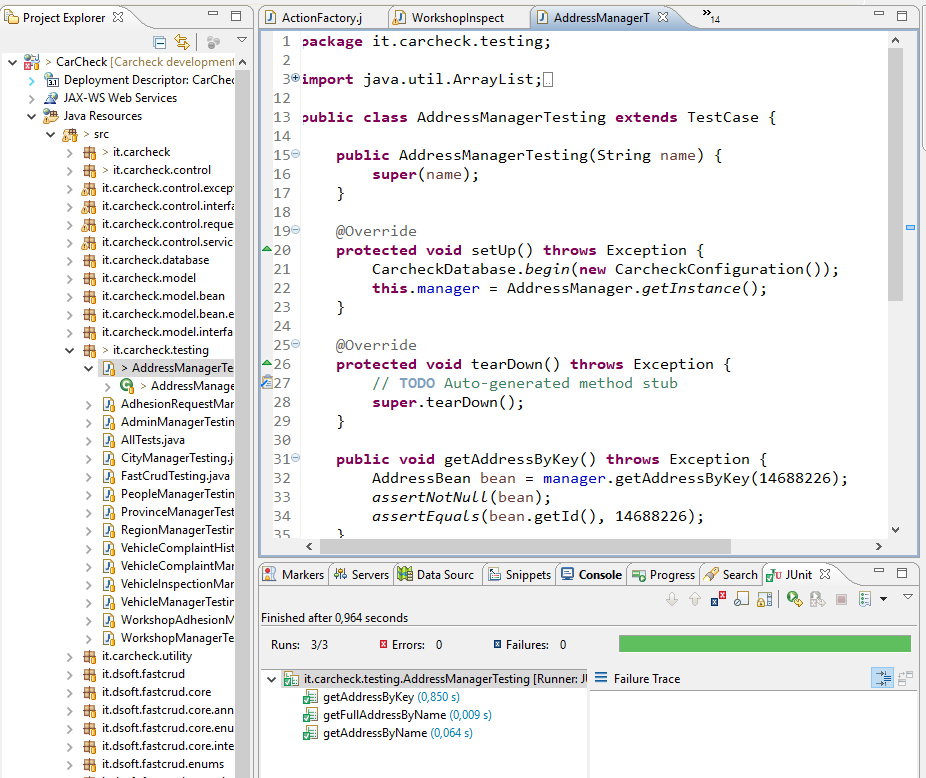 Project Explorer
> CarCheck [Carcheck development
Deployment Descriptor: CarChec
JAX-WS Web Services
Java Resources
> src
> it.carcheck
> it.carcheck.control
it.carcheck.control.except
it.carcheck.control.interfa
it.carcheck.control.reque
it.carcheck.control.servic
it.carcheck.database
it.carcheck.model
it.carcheck.model.bean
it.carcheck.model.bean.e
it.carcheck.model.interfa
> it.carcheck.testing
> AddressManagerTe
> AddressManage
AdhesionRequestMar
AdminManagerTestin
AllTests.java
CityManagerTesting.j
FastCrudTesting.java
PeopleManagerTestin
ProvinceManagerTest
RegionManagerTestin
VehicleComplaintHist
VehicleComplaintMar
VehicleInspectionMar
VehicleManagerTestin
WorkshopAdhesionM
WorkshopManagerTe
it.carcheck.utility
it.dsoft.fastcrud
it.dsoft.fastcrud.core
it.dsoft.fastcrud.core.ann
it.dsoft.fastcrud.core.enu
it.dsoft.fastcrud.core.inte
it.dsoft.fastcrud.enums
ActionFactory.j
WorkshopInspect
AddressManagerT
»14
1 package it.carcheck.testing;
2
3 import java.util.ArrayList;
12
13 public class AddressManagerTesting extends TestCase {
14
15 public AddressManagerTesting(String name) {
16 super(name);
17 }
18
19 @Override
20 protected void setUp() throws Exception {
21 CarcheckDatabase.begin(new CarcheckConfiguration());
22 this.manager = AddressManager.getInstance();
23 }
24
25 @Override
26 protected void tearDown() throws Exception {
27 // TODO Auto-generated method stub
28 super.tearDown();
29 }
30
31 public void getAddressByKey() throws Exception {
32 AddressBean bean = manager.getAddressByKey(14688226);
33 assertNotNull(bean);
34 assertEquals(bean.getId(), 14688226);
35 }
Markers
Servers
Data Sourc
Snippets
Console
Progress
Search
JUnit
Finished after 0,964 seconds
Runs: 3/3
Errors: 0
Failures: 0
it.carcheck.testing.AddressManagerTesting [Runner: JU
Failure Trace
getAddressByKey (0,850 s)
getFullAddressByName (0,009 s)
getAddressByName (0,064 s)